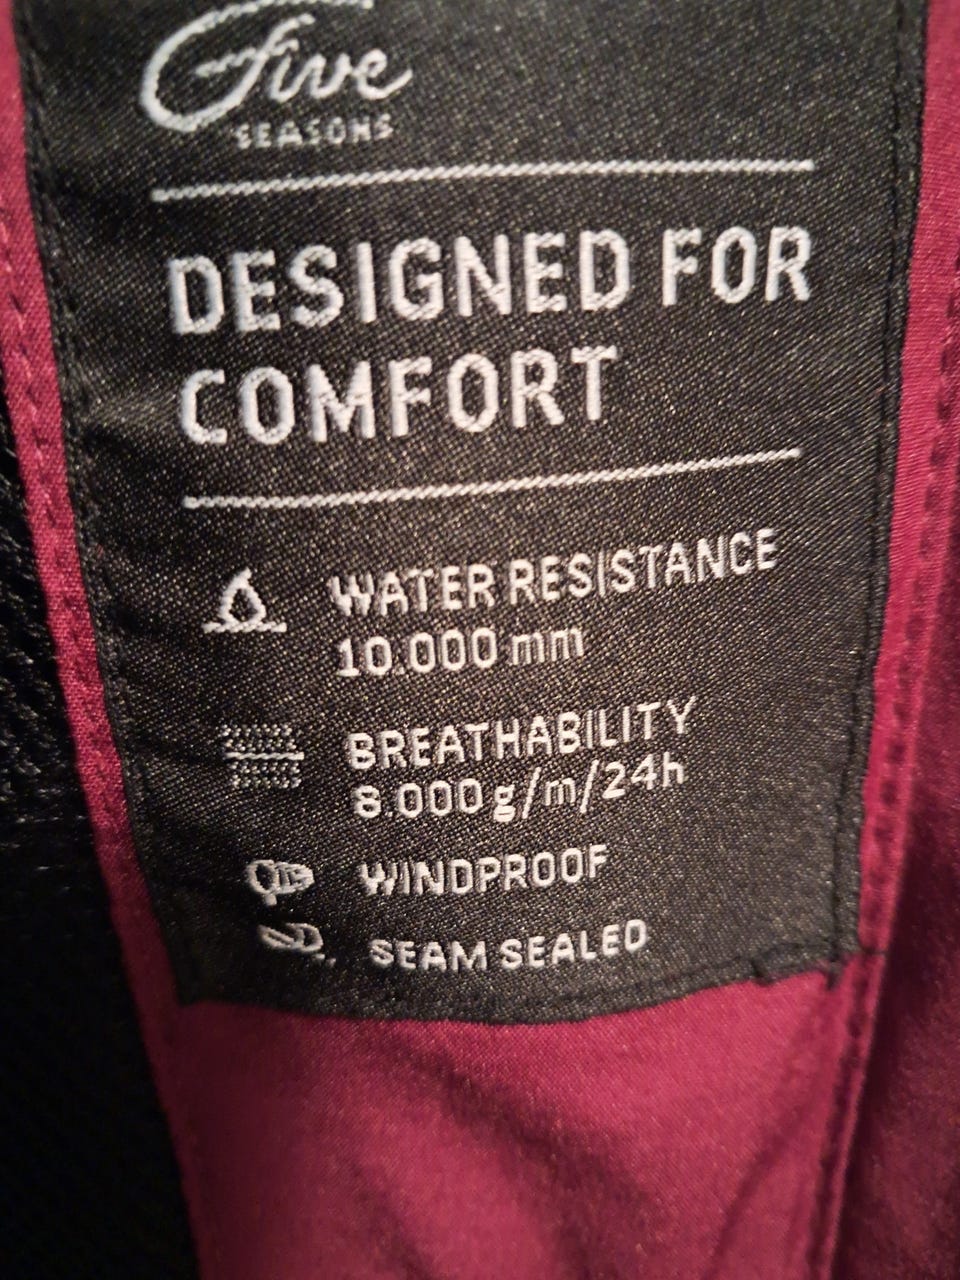 Five
SEASONS
DESIGNED FOR
COMFORT
WATER RESISTANCE
10.000 mm
BREATHABILITY
8.000 g/m/24h
WINDPROOF
SEAM SEALED